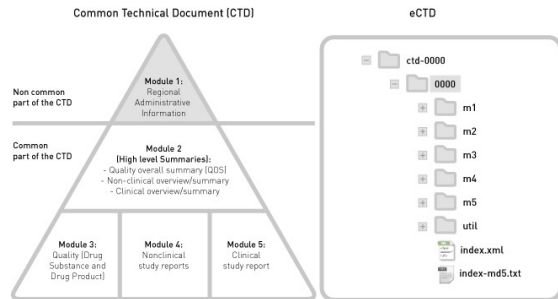 Common Technical Document (CTD)
eCTD
Non common
part of the CTD
Module 1:
Regional
Administrative
Information
Common
part of the CTD
Module 2
(High level Summaries):
- Quality overall summary (QOS)
- Non-clinical overview/summary
- Clinical overview/summary
Module 3:
Quality (Drug
Substance and
Drug Product)
Module 4:
Nonclinical
study reports
Module 5:
Clinical
study report
ctd-0000
0000
m1
m2
m3
m4
m5
util
index.xml
index-md5.txt